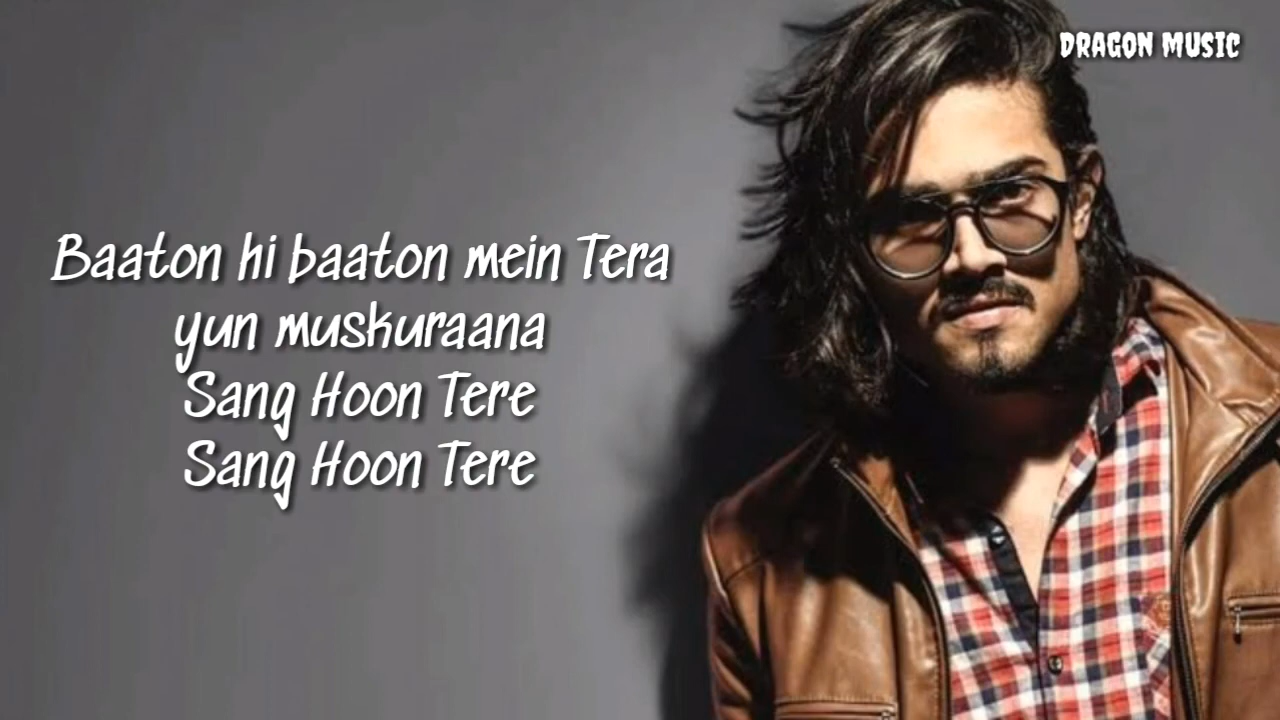 DRAGON MUSIC
Baaton hi baaton mein Tera
yun muskuraana
Sang Hoon Tere
Sang Hoon Tere